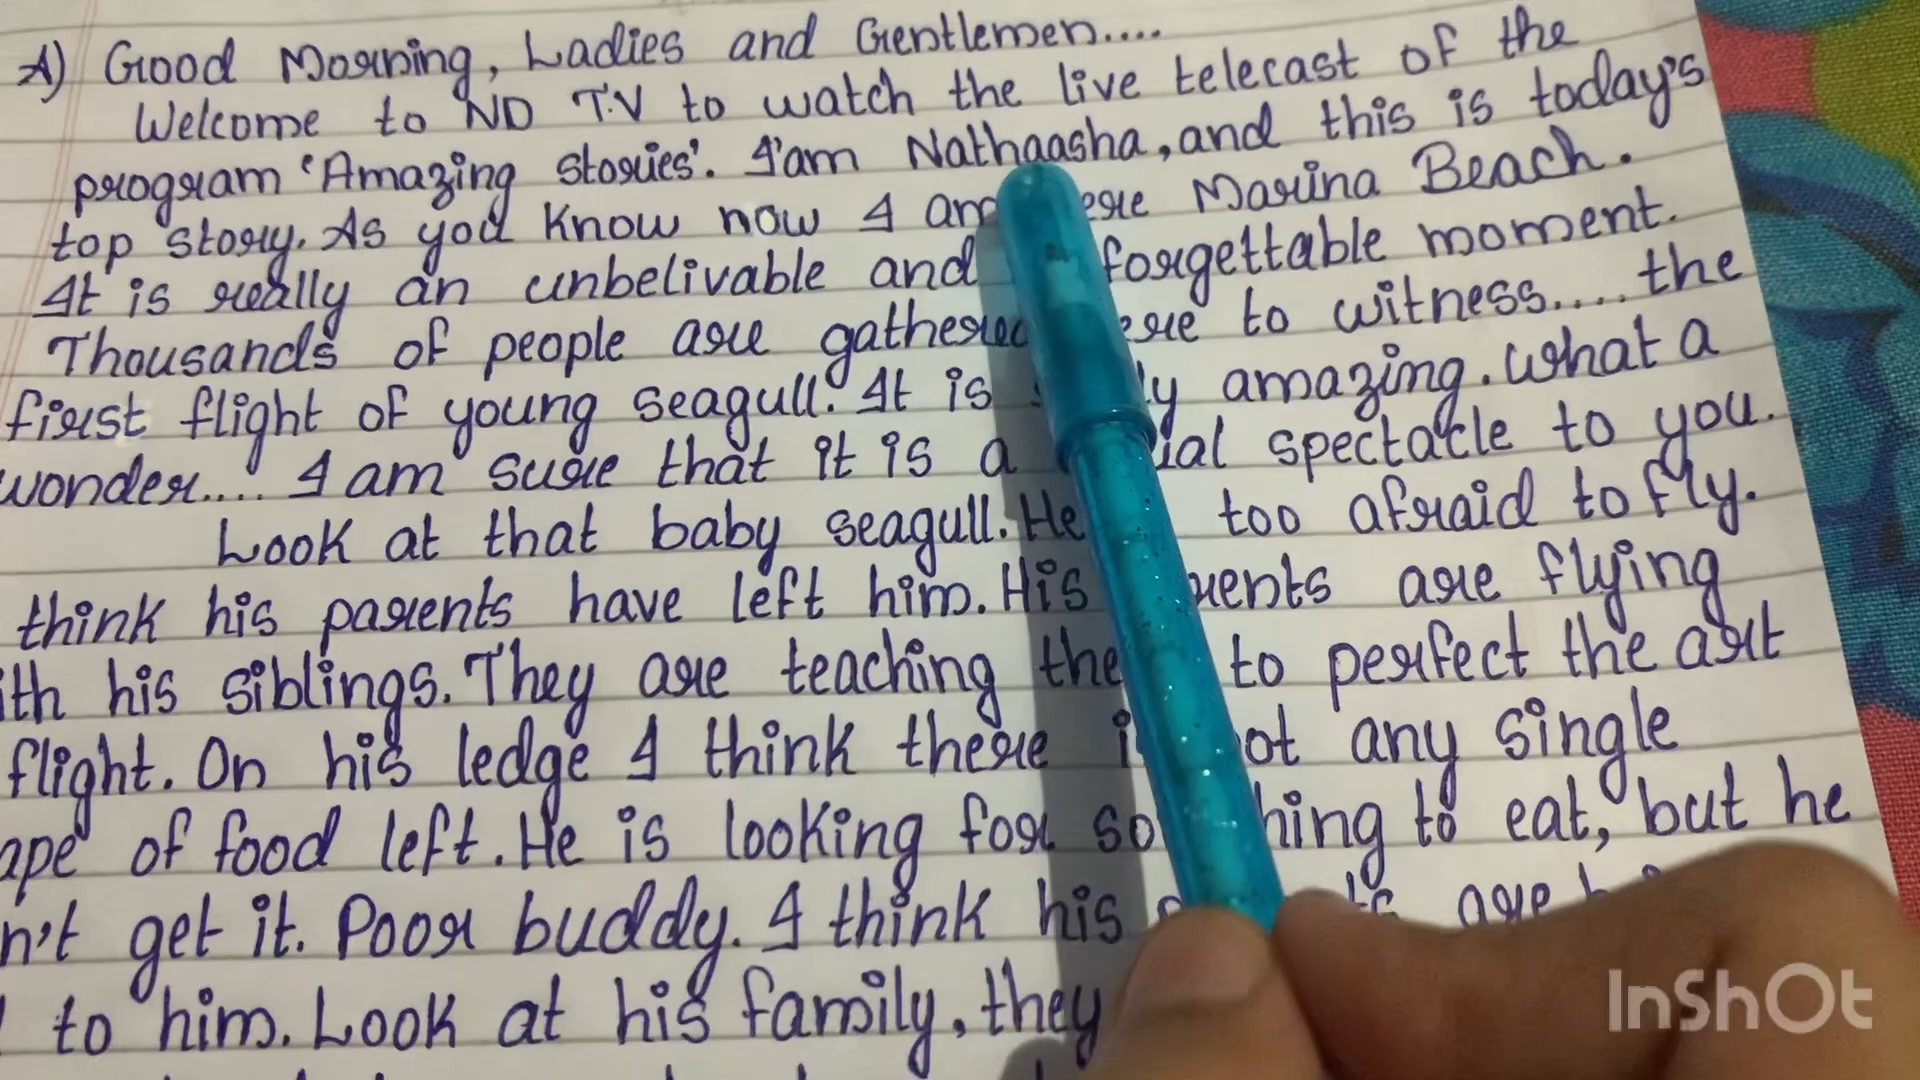 A) Good Morning, Ladies and Gentlemen....
Welcome to ND T.V to watch the live telecast of the
program 'Amazing Stories'. I'am Nathaasha, and this is today's
top story. As you know now I am Marina Beach.
It is really an unbelivable and forgettable moment.
Thousands of people are gathered to witness.... the
first flight of young seagull. It is amazing. What a
wonder.... I am sure that it is a spectacle to you.
Look at that baby seagull. He too afraid to fly.
think his parents have left him. His are flying
his siblings. They are teaching to perfect the art
flight. On his ledge I think there any single
of food left. He is looking for to eat, but he
get it. Poor buddy. I think his are
to him. Look at his family, they
InShOt